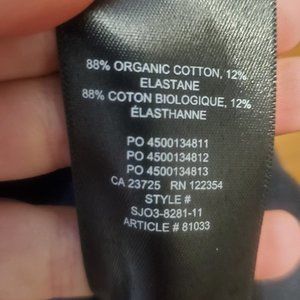 88% ORGANIC COTTON, 12%
ELASTANE
88% COTON BIOLOGIQUE, 12%
ÉLASTHANNE
PO 4500134811
PO 4500134812
PO 4500134813
CA 23725 RN 122354
STYLE #
SJO3-8281-11
ARTICLE # 81033